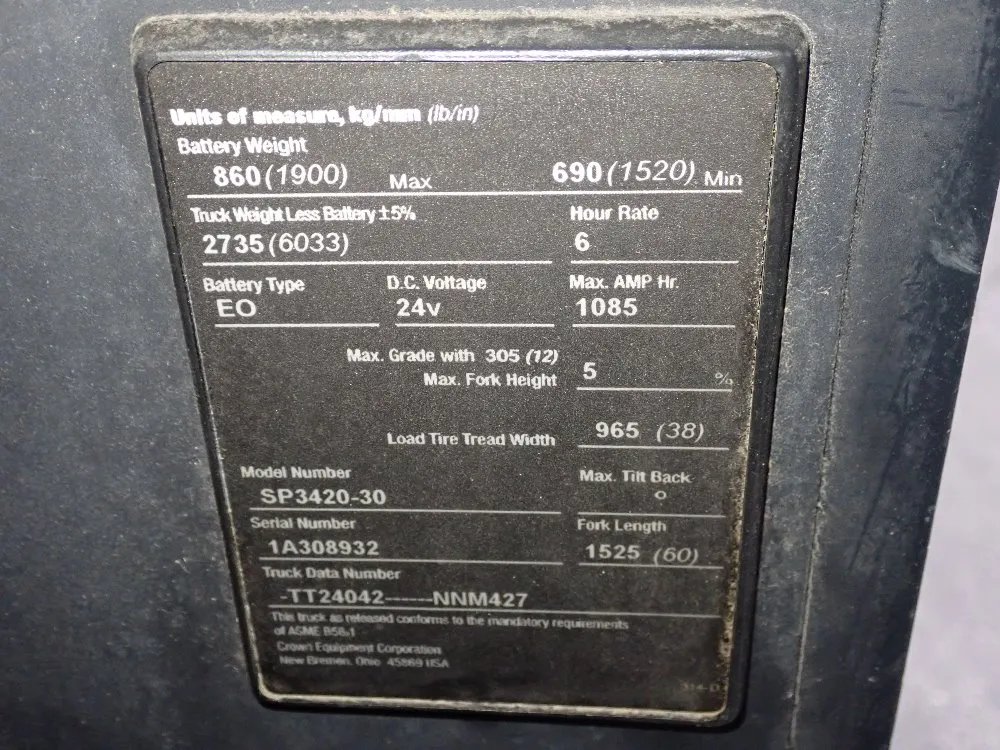 Units of measure, kg/mm (lb/in)
Battery Weight
860 (1900) Max 690 (1520) Min
Truck Weight Less Battery ±5% Hour Rate
2735 (6033) 6
Battery Type D.C. Voltage Max. AMP Hr.
EO 24v 1085
Max. Grade with 305 (12)
Max. Fork Height 5 %
Load Tire Tread Width 965 (38)
Model Number Max. Tilt Back
SP3420-30 °
Serial Number Fork Length
1A308932 1525 (60)
Truck Data Number
-TT24042------NNM427
This truck as released conforms to the mandatory requirements
of ASME B56.1
Crown Equipment Corporation
New Bremen, Ohio 45869 USA